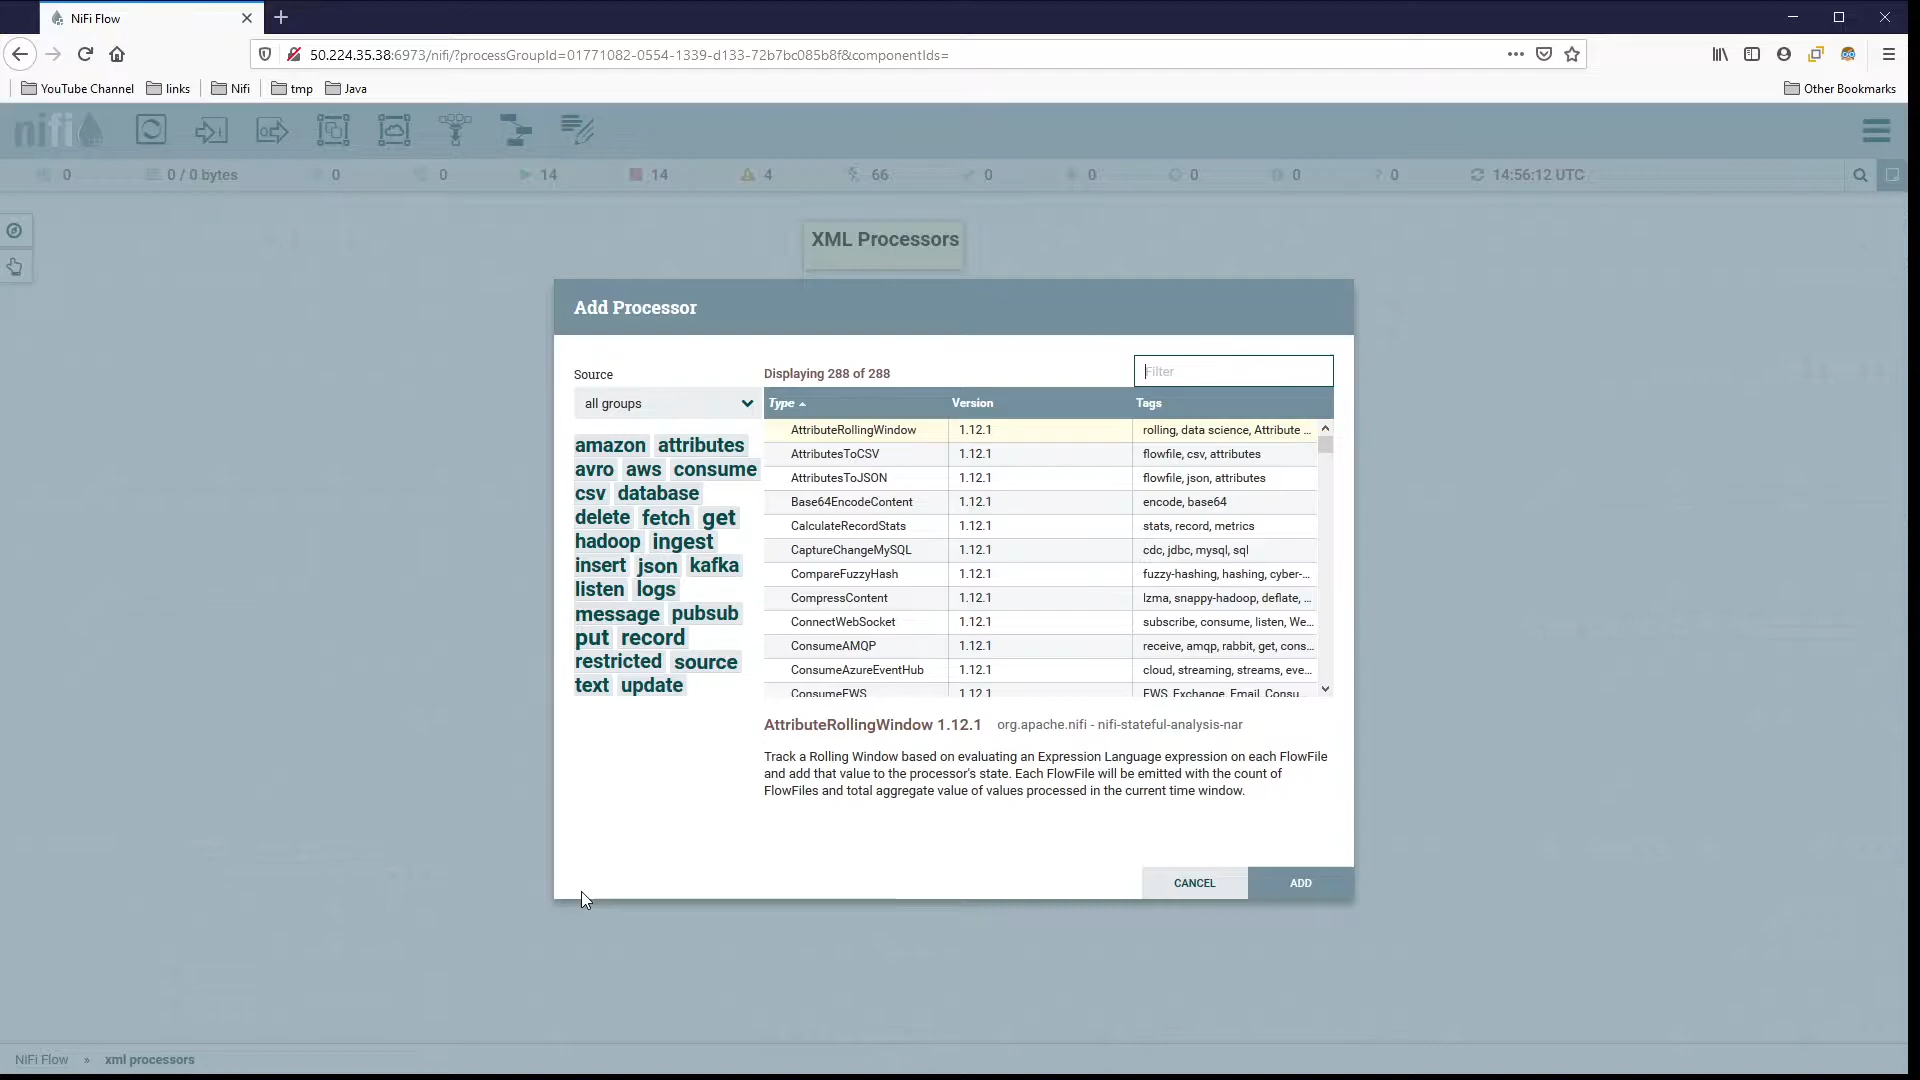 NiFi Flow
50.224.35.38:6973/nifi/?processGroupId=01771082-0554-1339-d133-72b7bc085b8f&componentIds=
YouTube Channel links Nifi tmp Java Other Bookmarks
nifi
0 0 / 0 bytes 0 0 14 14 4 66 0 0 0 0 0 14:56:12 UTC
XML Processors
Add Processor
Source Displaying 288 of 288 Filter
all groups
Type Version Tags
AttributeRollingWindow 1.12.1 rolling, data science, Attribute ...
AttributesToCSV 1.12.1 flowfile, csv, attributes
AttributesToJSON 1.12.1 flowfile, json, attributes
Base64EncodeContent 1.12.1 encode, base64
CalculateRecordStats 1.12.1 stats, record, metrics
CaptureChangeMySQL 1.12.1 cdc, jdbc, mysql, sql
CompareFuzzyHash 1.12.1 fuzzy-hashing, hashing, cyber-...
CompressContent 1.12.1 lzma, snappy-hadoop, deflate, ...
ConnectWebSocket 1.12.1 subscribe, consume, listen, We...
ConsumeAMQP 1.12.1 receive, amqp, rabbit, get, cons...
ConsumeAzureEventHub 1.12.1 cloud, streaming, streams, eve...
ConsumeEWS 1.12.1 EWS, Exchange, Email, Consu...
amazon attributes
avro aws consume
csv database
delete fetch get
hadoop ingest
insert json kafka
listen logs
message pubsub
put record
restricted source
text update
AttributeRollingWindow 1.12.1 org.apache.nifi - nifi-stateful-analysis-nar
Track a Rolling Window based on evaluating an Expression Language expression on each FlowFile
and add that value to the processor's state. Each FlowFile will be emitted with the count of
FlowFiles and total aggregate value of values processed in the current time window.
CANCEL ADD
NiFi Flow » xml processors